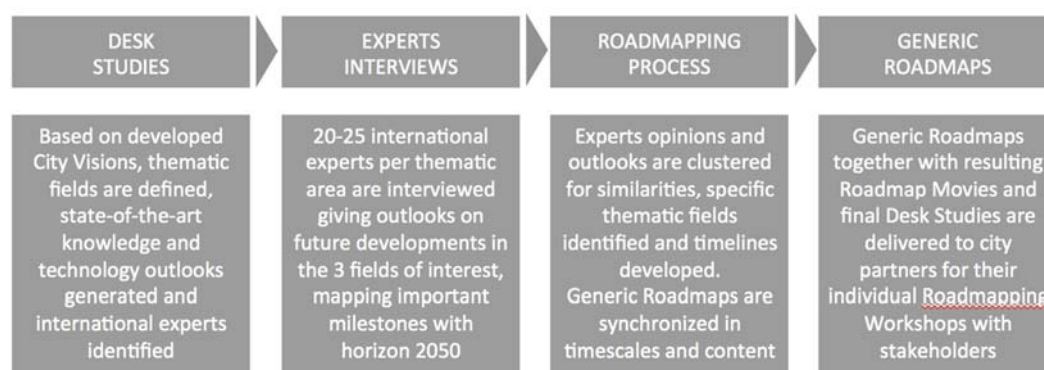 DESK
STUDIES
EXPERTS
INTERVIEWS
ROADMAPPING
PROCESS
GENERIC
ROADMAPS
Based on developed
City Visions, thematic
fields are defined,
state-of-the-art
knowledge and
technology outlooks
generated and
international experts
identified
20-25 international
experts per thematic
area are interviewed
giving outlooks on
future developments in
the 3 fields of interest,
mapping important
milestones with
horizon 2050
Experts opinions and
outlooks are clustered
for similarities, specific
thematic fields
identified and timelines
developed.
Generic Roadmaps are
synchronized in
timescales and content
Generic Roadmaps
together with resulting
Roadmap Movies and
final Desk Studies are
delivered to city
partners for their
individual Roadmapping
Workshops with
stakeholders